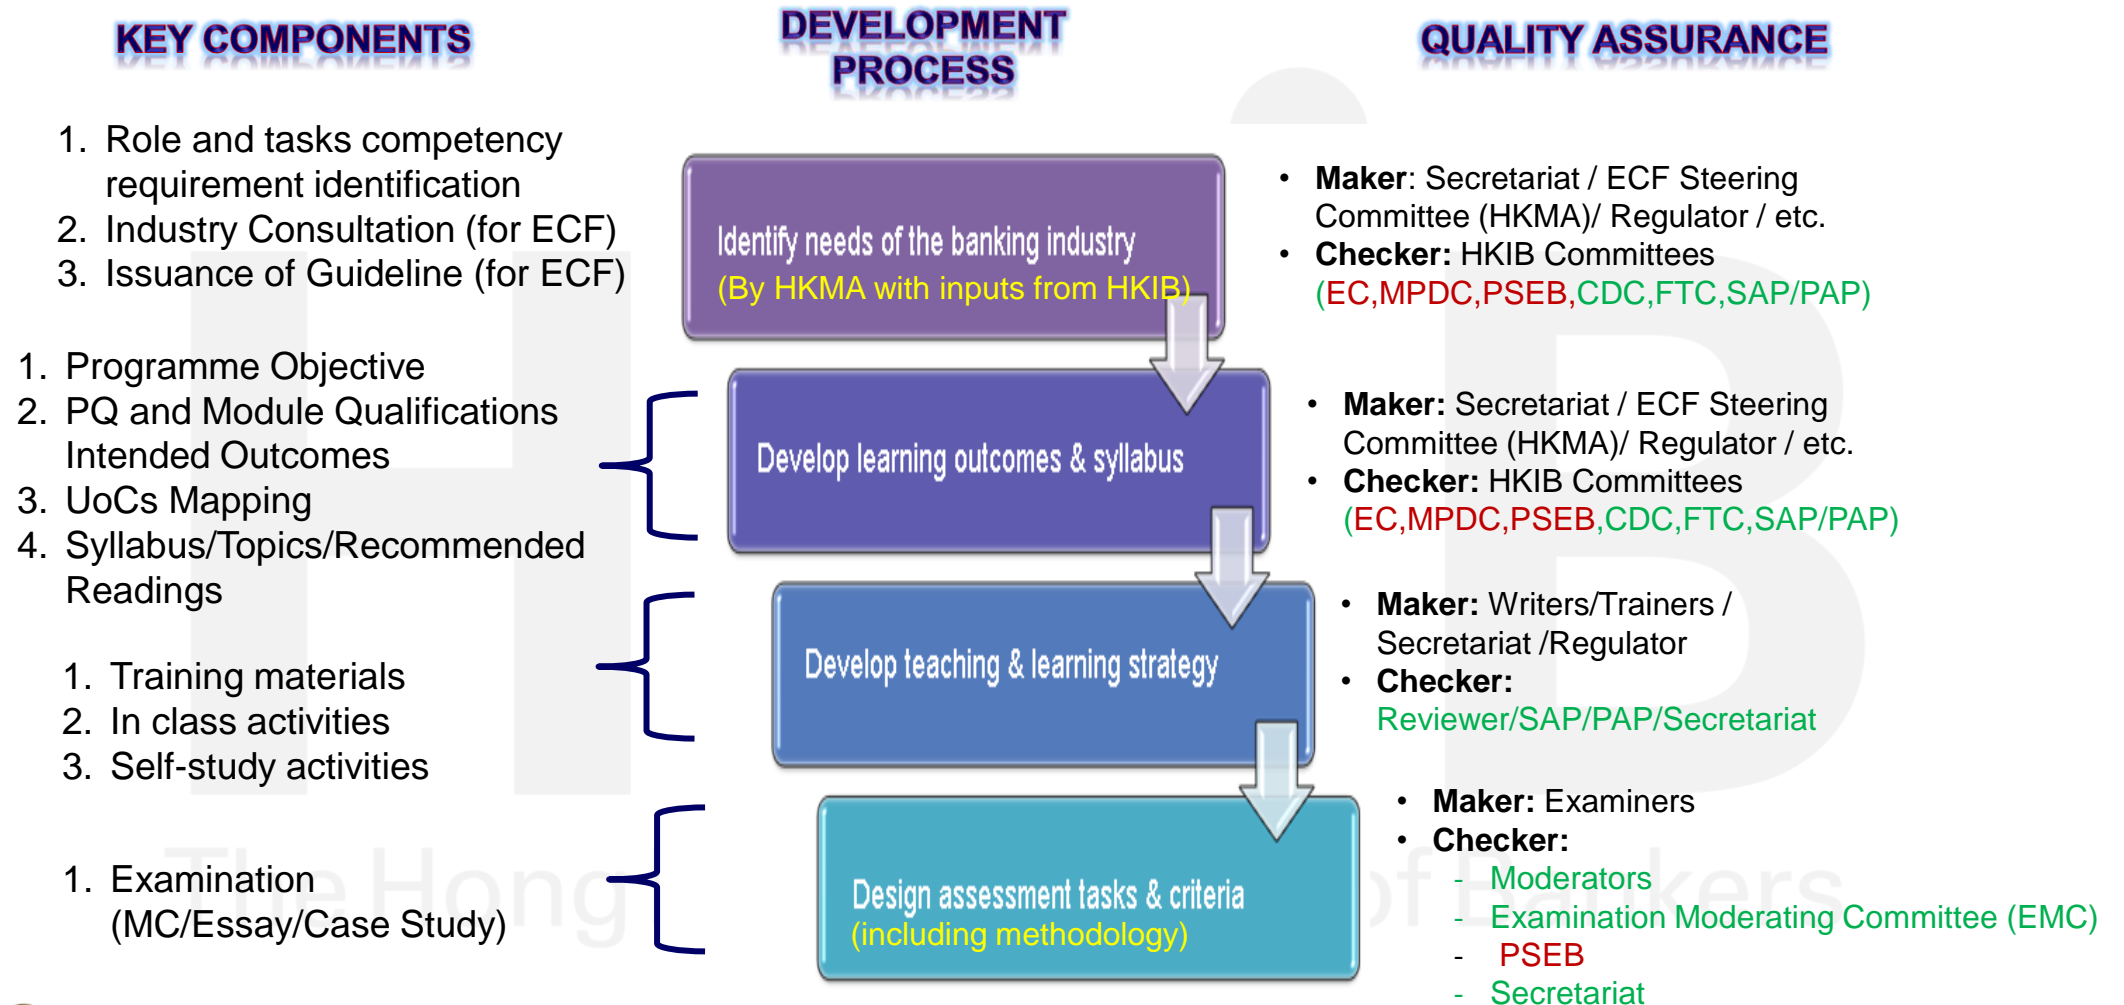 KEY COMPONENTS
DEVELOPMENT
PROCESS
QUALITY ASSURANCE
1. Role and tasks competency
requirement identification
2. Industry Consultation (for ECF)
3. Issuance of Guideline (for ECF)
Identify needs of the banking industry
(By HKMA with inputs from HKIB)
• Maker: Secretariat / ECF Steering
Committee (HKMA)/ Regulator / etc.
• Checker: HKIB Committees
(EC,MPDC,PSEB,CDC,FTC,SAP/PAP)
1. Programme Objective
2. PQ and Module Qualifications
Intended Outcomes
3. UoCs Mapping
4. Syllabus/Topics/Recommended
Readings
Develop learning outcomes & syllabus
• Maker: Secretariat / ECF Steering
Committee (HKMA)/ Regulator / etc.
• Checker: HKIB Committees
(EC,MPDC,PSEB,CDC,FTC,SAP/PAP)
1. Training materials
2. In class activities
3. Self-study activities
Develop teaching & learning strategy
• Maker: Writers/Trainers /
Secretariat /Regulator
• Checker:
Reviewer/SAP/PAP/Secretariat
1. Examination
(MC/Essay/Case Study)
Design assessment tasks & criteria
(including methodology)
• Maker: Examiners
• Checker:
- Moderators
- Examination Moderating Committee (EMC)
- PSEB
- Secretariat
H B
The Hong of Bankers